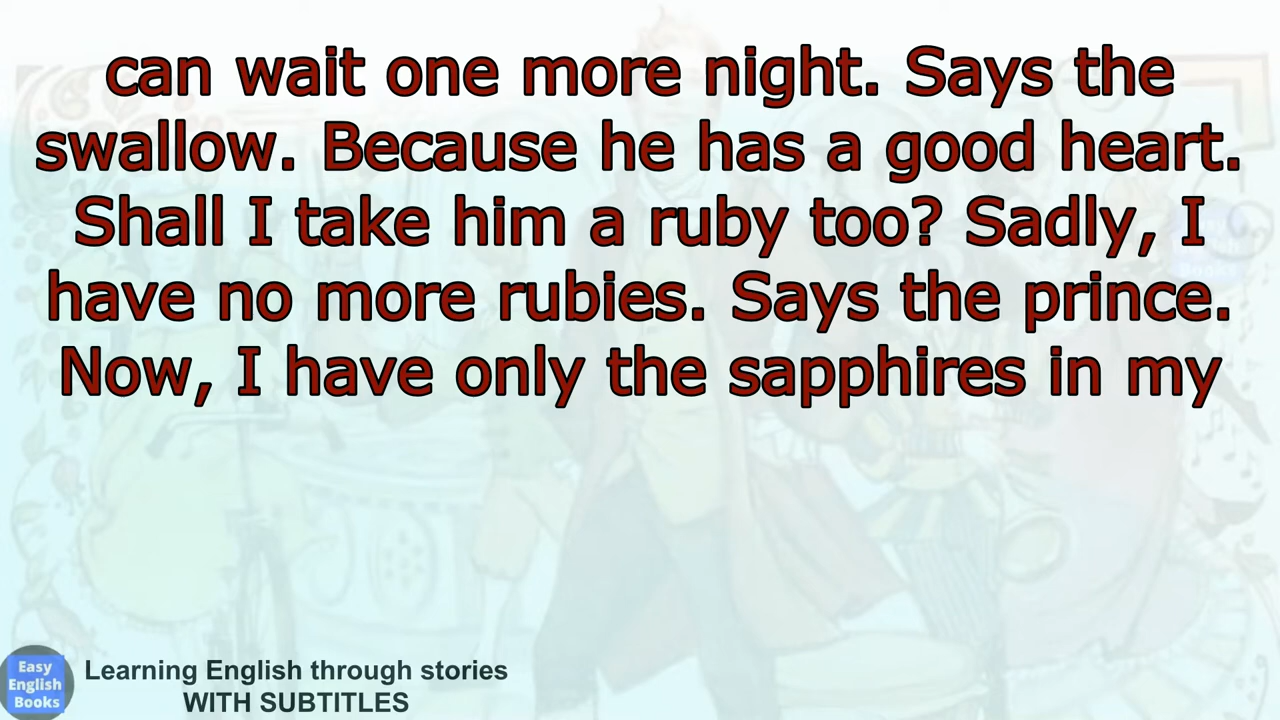 can wait one more night. Says the
swallow. Because he has a good heart.
Shall I take him a ruby too? Sadly, I
have no more rubies. Says the prince.
Now, I have only the sapphires in my
Easy
English
Books
Learning English through stories
WITH SUBTITLES